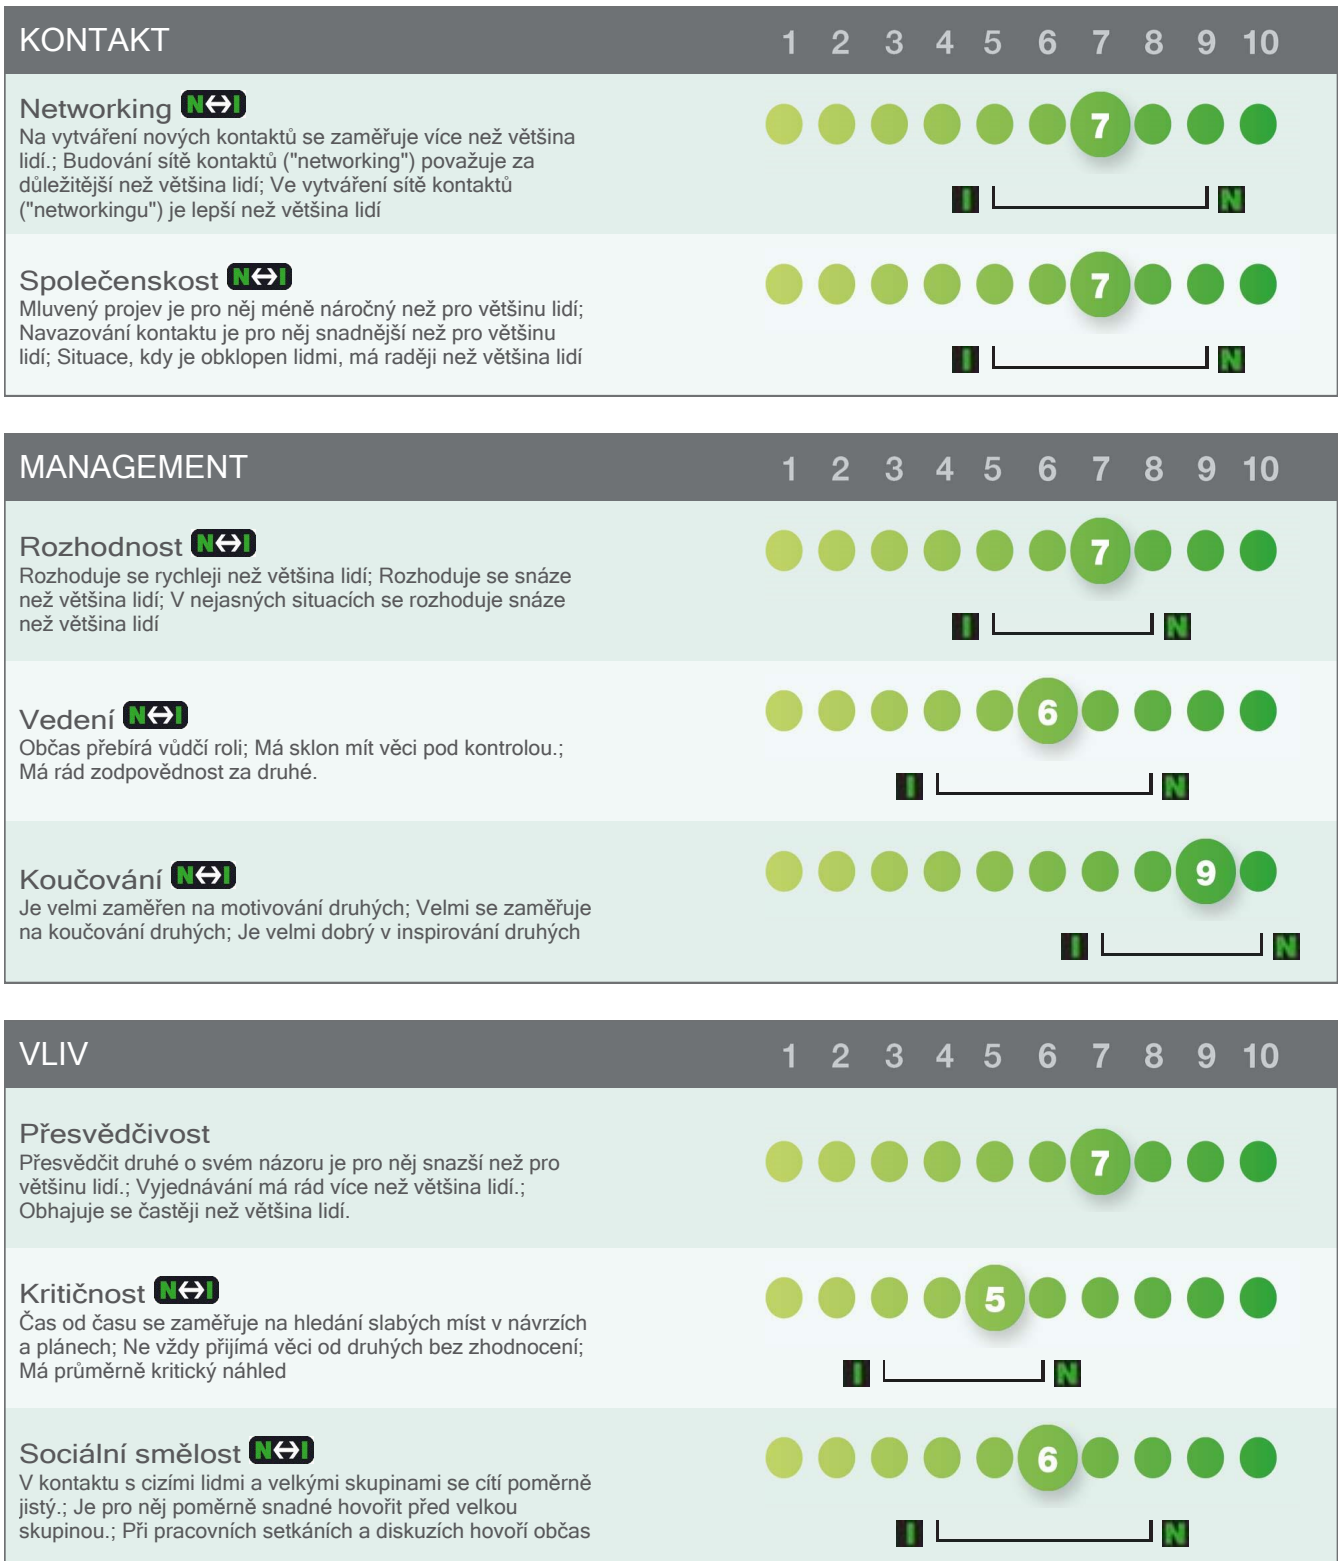 KONTAKT 1 2 3 4 5 6 7 8 9 10
Networking N↔I
Na vytváření nových kontaktů se zaměřuje více než většina
lidí.; Budování sítě kontaktů ("networking") považuje za
důležitější než většina lidí; Ve vytváření sítě kontaktů
("networkingu") je lepší než většina lidí
7
I N
Společenskost N↔I
Mluvený projev je pro něj méně náročný než pro většinu lidí;
Navazování kontaktu je pro něj snadnější než pro většinu
lidí; Situace, kdy je obklopen lidmi, má raději než většina lidí
7
I N
MANAGEMENT 1 2 3 4 5 6 7 8 9 10
Rozhodnost N↔I
Rozhoduje se rychleji než většina lidí; Rozhoduje se snáze
než většina lidí; V nejasných situacích se rozhoduje snáze
než většina lidí
7
I N
Vedení N↔I
Občas přebírá vůdčí roli; Má sklon mít věci pod kontrolou.;
Má rád zodpovědnost za druhé.
6
I N
Koučování N↔I
Je velmi zaměřen na motivování druhých; Velmi se zaměřuje
na koučování druhých; Je velmi dobrý v inspirování druhých
9
I N
VLIV 1 2 3 4 5 6 7 8 9 10
Přesvědčivost
Přesvědčit druhé o svém názoru je pro něj snazší než pro
většinu lidí.; Vyjednávání má rád více než většina lidí.;
Obhajuje se častěji než většina lidí.
7
Kritičnost N↔I
Čas od času se zaměřuje na hledání slabých míst v návrzích
a plánech; Ne vždy přijímá věci od druhých bez zhodnocení;
Má průměrně kritický náhled
5
I N
Sociální smělost N↔I
V kontaktu s cizími lidmi a velkými skupinami se cítí poměrně
jistý.; Je pro něj poměrně snadné hovořit před velkou
skupinou.; Při pracovních setkáních a diskuzích hovoří občas
6
I N